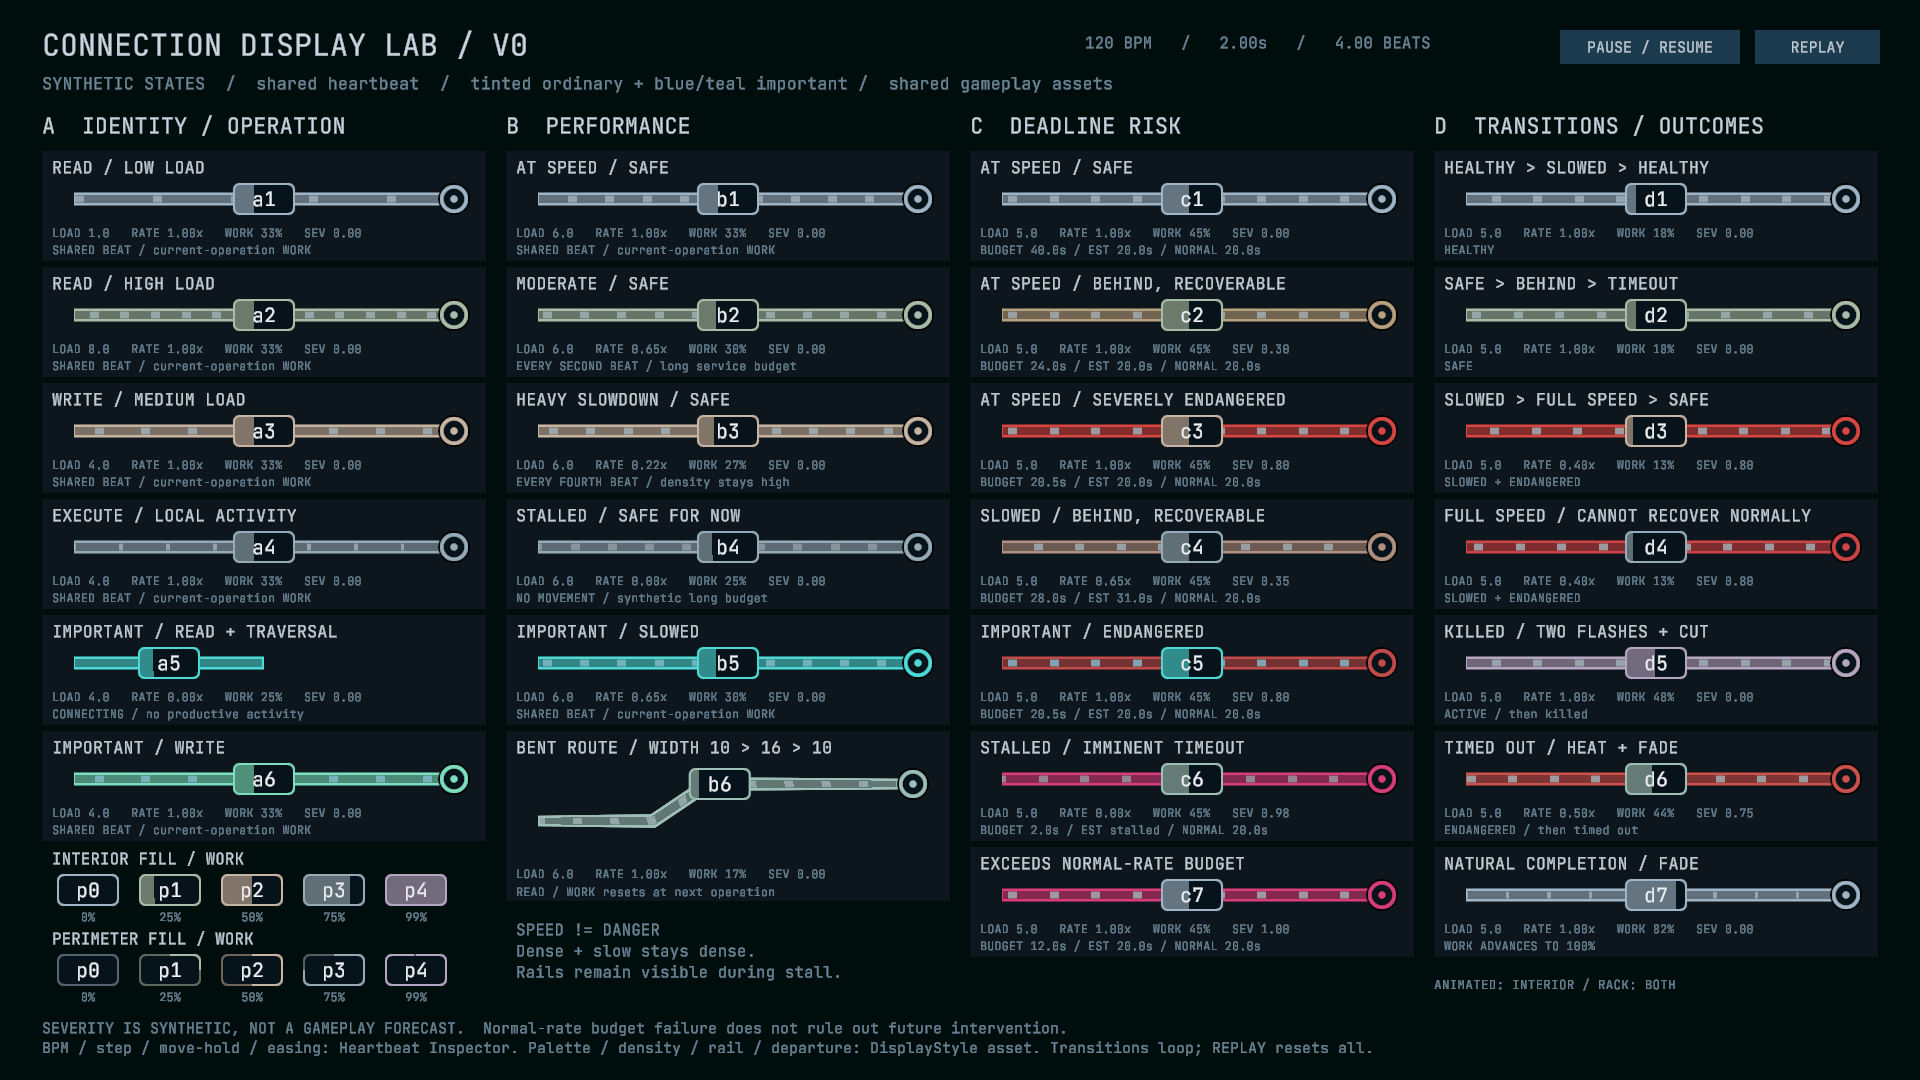 CONNECTION DISPLAY LAB / V0
120 BPM / 2.00s / 4.00 BEATS
PAUSE / RESUME
REPLAY
SYNTHETIC STATES / shared heartbeat / tinted ordinary + blue/teal important / shared gameplay assets
A IDENTITY / OPERATION
READ / LOW LOAD
a1
LOAD 1.0 RATE 1.00x WORK 33% SEV 0.00
SHARED BEAT / current-operation WORK
READ / HIGH LOAD
a2
LOAD 8.0 RATE 1.00x WORK 33% SEV 0.00
SHARED BEAT / current-operation WORK
WRITE / MEDIUM LOAD
a3
LOAD 4.0 RATE 1.00x WORK 33% SEV 0.00
SHARED BEAT / current-operation WORK
EXECUTE / LOCAL ACTIVITY
a4
LOAD 4.0 RATE 1.00x WORK 33% SEV 0.00
SHARED BEAT / current-operation WORK
IMPORTANT / READ + TRAVERSAL
a5
LOAD 4.0 RATE 0.00x WORK 25% SEV 0.00
CONNECTING / no productive activity
IMPORTANT / WRITE
a6
LOAD 4.0 RATE 1.00x WORK 33% SEV 0.00
SHARED BEAT / current-operation WORK
INTERIOR FILL / WORK
p0 p1 p2 p3 p4
0% 25% 50% 75% 99%
PERIMETER FILL / WORK
p0 p1 p2 p3 p4
0% 25% 50% 75% 99%
B PERFORMANCE
AT SPEED / SAFE
b1
LOAD 6.0 RATE 1.00x WORK 33% SEV 0.00
SHARED BEAT / current-operation WORK
MODERATE / SAFE
b2
LOAD 6.0 RATE 0.65x WORK 30% SEV 0.00
EVERY SECOND BEAT / long service budget
HEAVY SLOWDOWN / SAFE
b3
LOAD 6.0 RATE 0.22x WORK 27% SEV 0.00
EVERY FOURTH BEAT / density stays high
STALLED / SAFE FOR NOW
b4
LOAD 6.0 RATE 0.00x WORK 25% SEV 0.00
NO MOVEMENT / synthetic long budget
IMPORTANT / SLOWED
b5
LOAD 6.0 RATE 0.65x WORK 30% SEV 0.00
SHARED BEAT / current-operation WORK
BENT ROUTE / WIDTH 10 > 16 > 10
b6
LOAD 6.0 RATE 1.00x WORK 17% SEV 0.00
READ / WORK resets at next operation
SPEED != DANGER
Dense + slow stays dense.
Rails remain visible during stall.
C DEADLINE RISK
AT SPEED / SAFE
c1
LOAD 5.0 RATE 1.00x WORK 45% SEV 0.00
BUDGET 40.0s / EST 20.0s / NORMAL 20.0s
AT SPEED / BEHIND, RECOVERABLE
c2
LOAD 5.0 RATE 1.00x WORK 45% SEV 0.30
BUDGET 24.0s / EST 20.0s / NORMAL 20.0s
AT SPEED / SEVERELY ENDANGERED
c3
LOAD 5.0 RATE 1.00x WORK 45% SEV 0.80
BUDGET 20.5s / EST 20.0s / NORMAL 20.0s
SLOWED / BEHIND, RECOVERABLE
c4
LOAD 5.0 RATE 0.65x WORK 45% SEV 0.35
BUDGET 28.0s / EST 31.0s / NORMAL 20.0s
IMPORTANT / ENDANGERED
c5
LOAD 5.0 RATE 1.00x WORK 45% SEV 0.80
BUDGET 20.5s / EST 20.0s / NORMAL 20.0s
STALLED / IMMINENT TIMEOUT
c6
LOAD 5.0 RATE 0.00x WORK 45% SEV 0.98
BUDGET 2.0s / EST stalled / NORMAL 20.0s
EXCEEDS NORMAL-RATE BUDGET
c7
LOAD 5.0 RATE 1.00x WORK 45% SEV 1.00
BUDGET 12.0s / EST 20.0s / NORMAL 20.0s
D TRANSITIONS / OUTCOMES
HEALTHY > SLOWED > HEALTHY
d1
LOAD 5.0 RATE 1.00x WORK 18% SEV 0.00
HEALTHY
SAFE > BEHIND > TIMEOUT
d2
LOAD 5.0 RATE 1.00x WORK 18% SEV 0.00
SAFE
SLOWED > FULL SPEED > SAFE
d3
LOAD 5.0 RATE 0.40x WORK 13% SEV 0.80
SLOWED + ENDANGERED
FULL SPEED / CANNOT RECOVER NORMALLY
d4
LOAD 5.0 RATE 0.40x WORK 13% SEV 0.80
SLOWED + ENDANGERED
KILLED / TWO FLASHES + CUT
d5
LOAD 5.0 RATE 1.00x WORK 48% SEV 0.00
ACTIVE / then killed
TIMED OUT / HEAT + FADE
d6
LOAD 5.0 RATE 0.50x WORK 44% SEV 0.75
ENDANGERED / then timed out
NATURAL COMPLETION / FADE
d7
LOAD 5.0 RATE 1.00x WORK 82% SEV 0.00
WORK ADVANCES TO 100%
ANIMATED: INTERIOR / RACK: BOTH
SEVERITY IS SYNTHETIC, NOT A GAMEPLAY FORECAST. Normal-rate budget failure does not rule out future intervention.
BPM / step / move-hold / easing: Heartbeat Inspector. Palette / density / rail / departure: DisplayStyle asset. Transitions loop; REPLAY resets all.